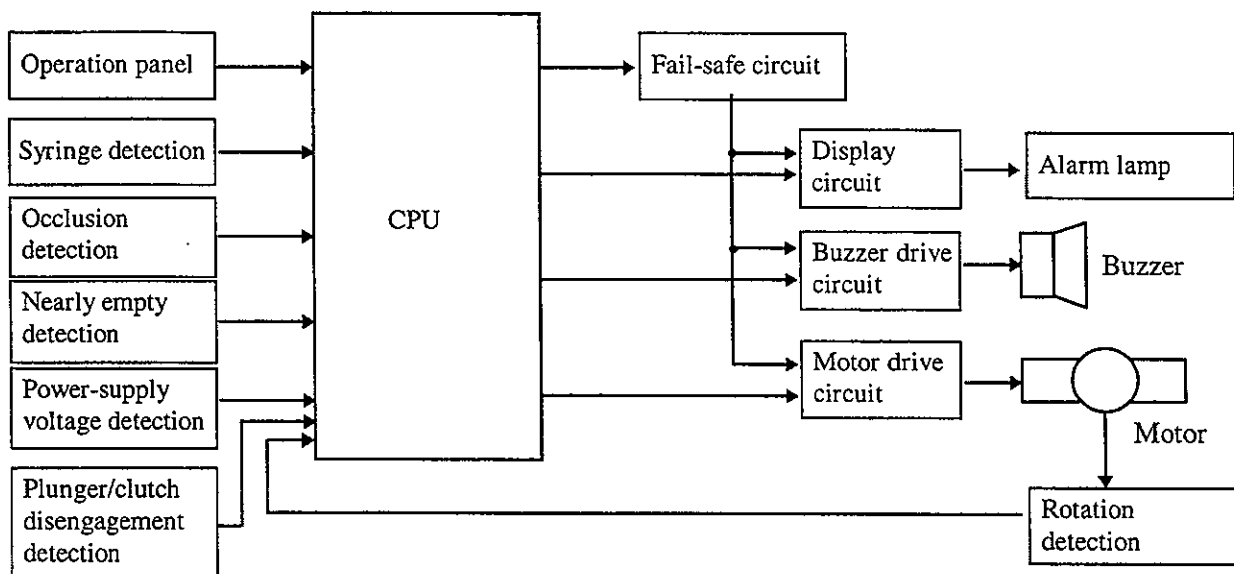 Operation panel
Syringe detection
Occlusion
detection
Nearly empty
detection
Power-supply
voltage detection
Plunger/clutch
disengagement
detection
CPU
Fail-safe circuit
Display
circuit
Alarm lamp
Buzzer drive
circuit
Buzzer
Motor drive
circuit
Motor
Rotation
detection